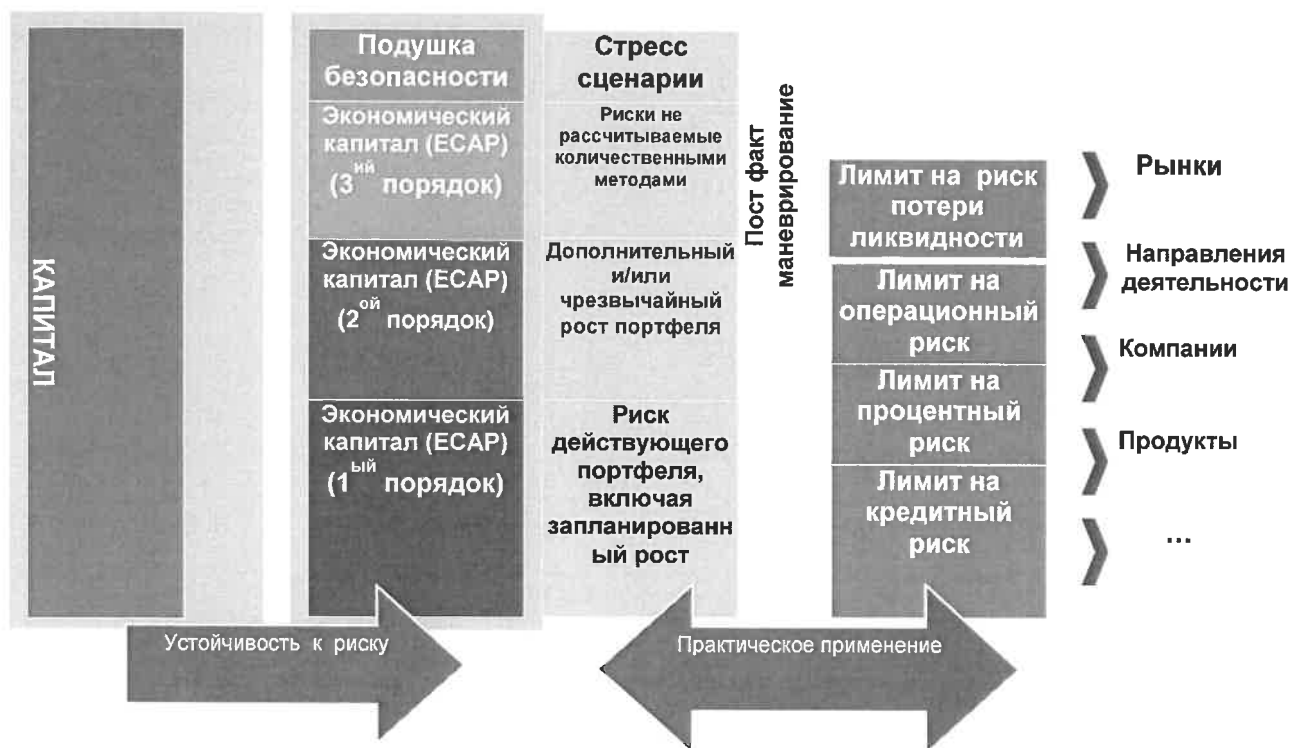 КАПИТАЛ
Подушка
безопасности
Экономический
капитал (ЕСАР)
(3ий порядок)
Экономический
капитал (ЕСАР)
(2ой порядок)
Экономический
капитал (ЕСАР)
(1ый порядок)
Стресс
сценарии
Риски не
рассчитываемые
количественными
методами
Дополнительный
и/или
чрезвычайный
рост портфеля
Риск
действующего
портфеля,
включая
запланированн
ый рост
Пост факт
маневрирование
Лимит на риск
потери
ликвидности
Лимит на
операционный
риск
Лимит на
процентный
риск
Лимит на
кредитный
риск
Рынки
Направления
деятельности
Компании
Продукты
...
Устойчивость к риску
Практическое применение